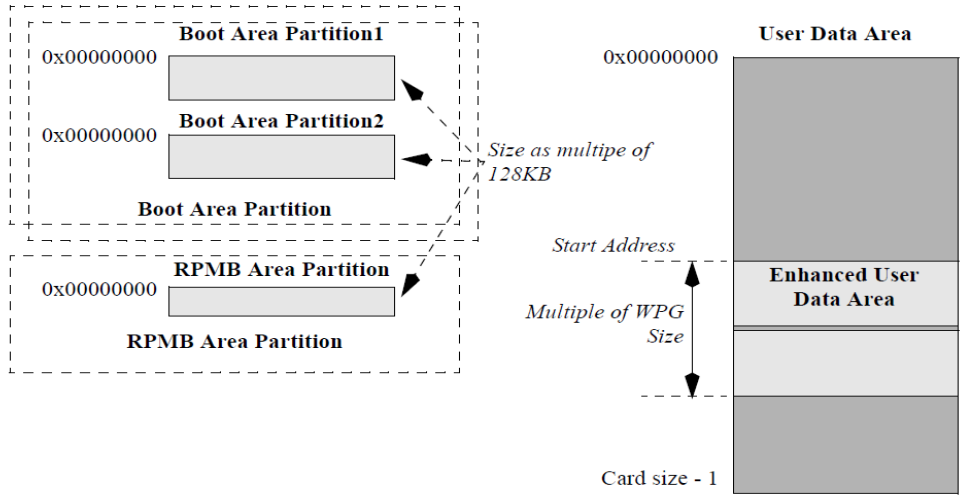 Boot Area Partition1
0x00000000
Boot Area Partition2
0x00000000
Boot Area Partition
Size as multipe of
128KB
RPMB Area Partition
0x00000000
RPMB Area Partition
User Data Area
0x00000000
Start Address
Enhanced User
Data Area
Multiple of WPG
Size
Card size - 1